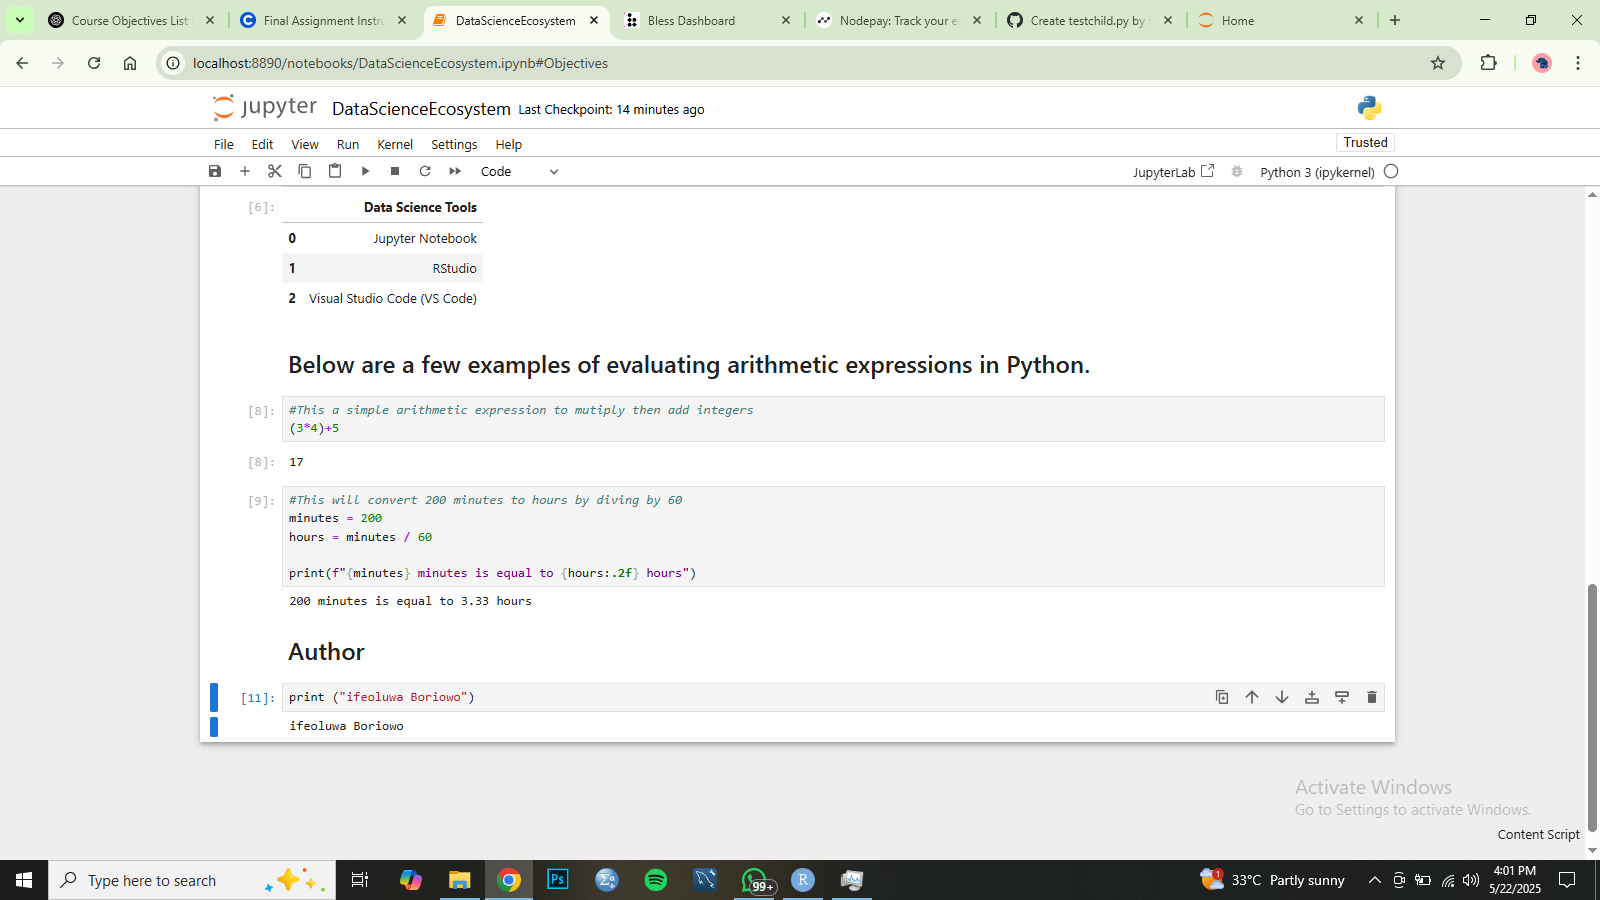 Course Objectives List
Final Assignment Instru
DataScienceEcosystem
Bless Dashboard
Nodepay: Track your e
Create testchild.py by
Home
localhost:8890/notebooks/DataScienceEcosystem.ipynb#Objectives
jupyter DataScienceEcosystem Last Checkpoint: 14 minutes ago
File Edit View Run Kernel Settings Help
Trusted
Code
JupyterLab
Python 3 (ipykernel)
[6]:
Data Science Tools
0 Jupyter Notebook
1 RStudio
2 Visual Studio Code (VS Code)
Below are a few examples of evaluating arithmetic expressions in Python.
[8]: #This a simple arithmetic expression to mutiply then add integers
(3*4)+5
[8]: 17
[9]: #This will convert 200 minutes to hours by diving by 60
minutes = 200
hours = minutes / 60
print(f"{minutes} minutes is equal to {hours:.2f} hours")
200 minutes is equal to 3.33 hours
Author
[11]: print ("ifeoluwa Boriowo")
ifeoluwa Boriowo
Activate Windows
Go to Settings to activate Windows.
Content Script
Type here to search
Ps
99+
R
1
33°C Partly sunny
4:01 PM
5/22/2025